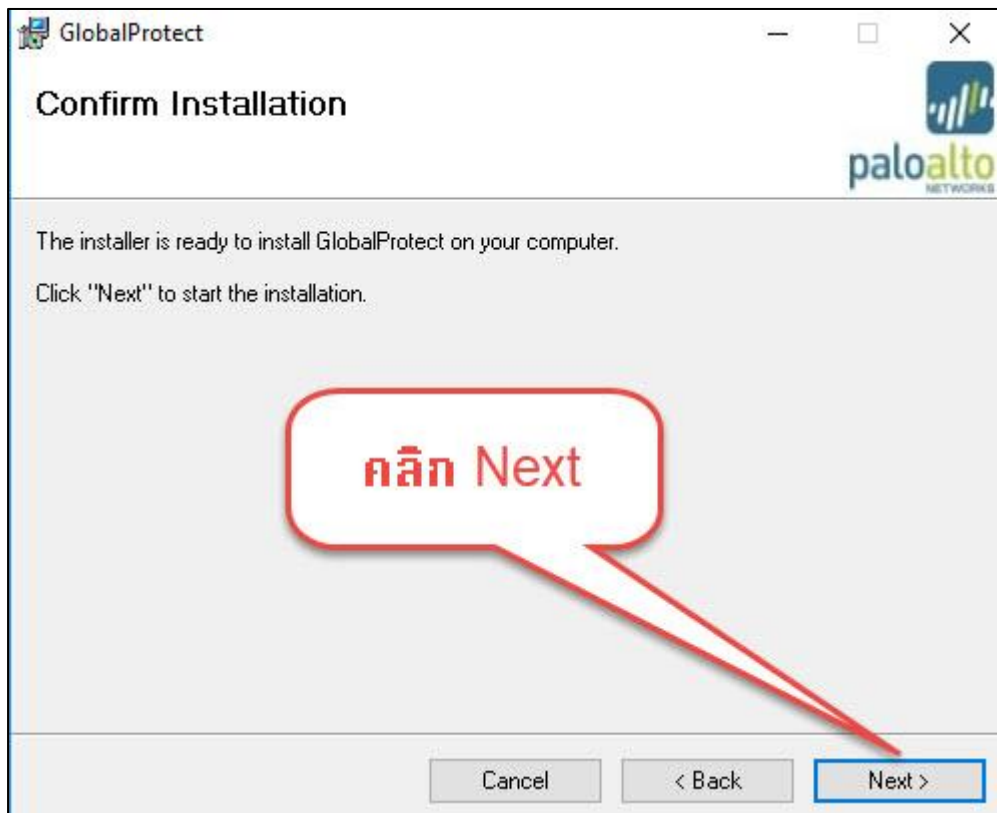 GlobalProtect
Confirm Installation
paloalto
NETWORKS
The installer is ready to install GlobalProtect on your computer.
Click "Next" to start the installation.
คลิก Next
Cancel
< Back
Next >